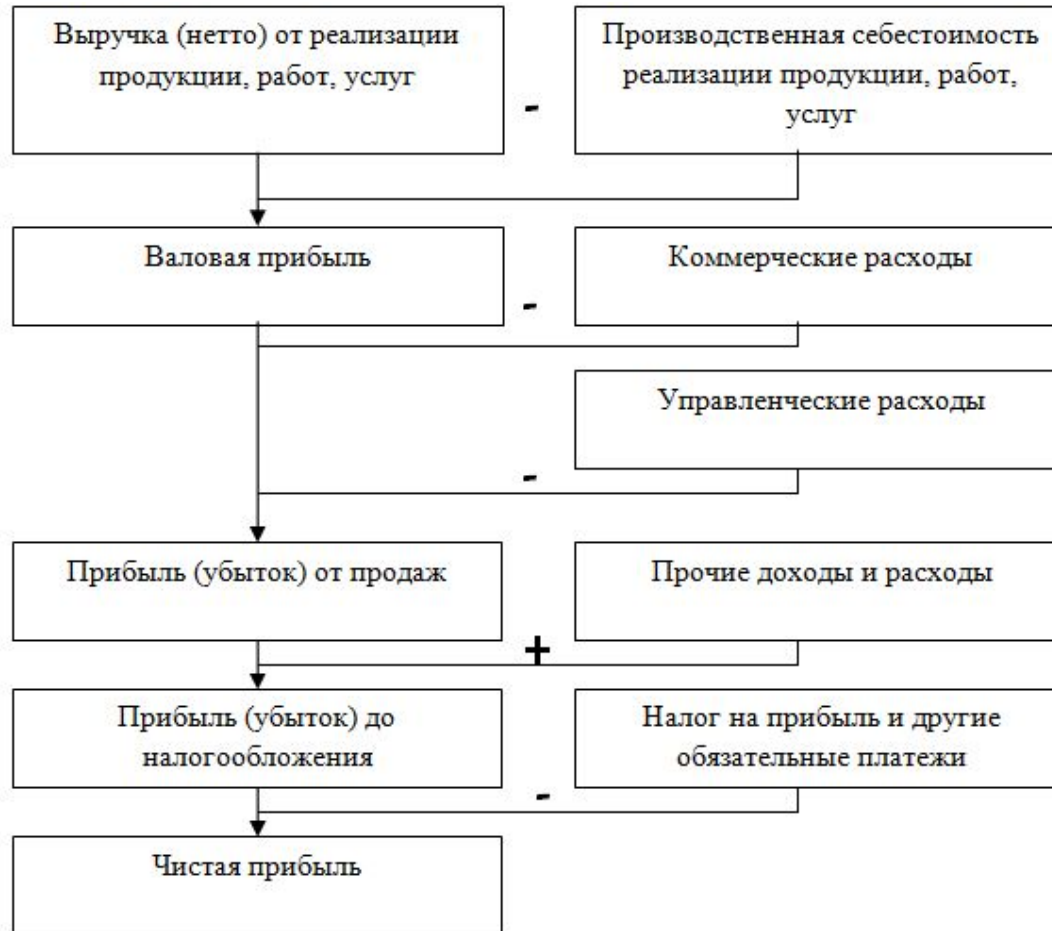 Выручка (нетто) от реализации
продукции, работ, услуг
-
Производственная себестоимость
реализации продукции, работ,
услуг
Валовая прибыль
-
Коммерческие расходы
Управленческие расходы
-
Прибыль (убыток) от продаж
Прочие доходы и расходы
+
Прибыль (убыток) до
налогообложения
Налог на прибыль и другие
обязательные платежи
-
Чистая прибыль